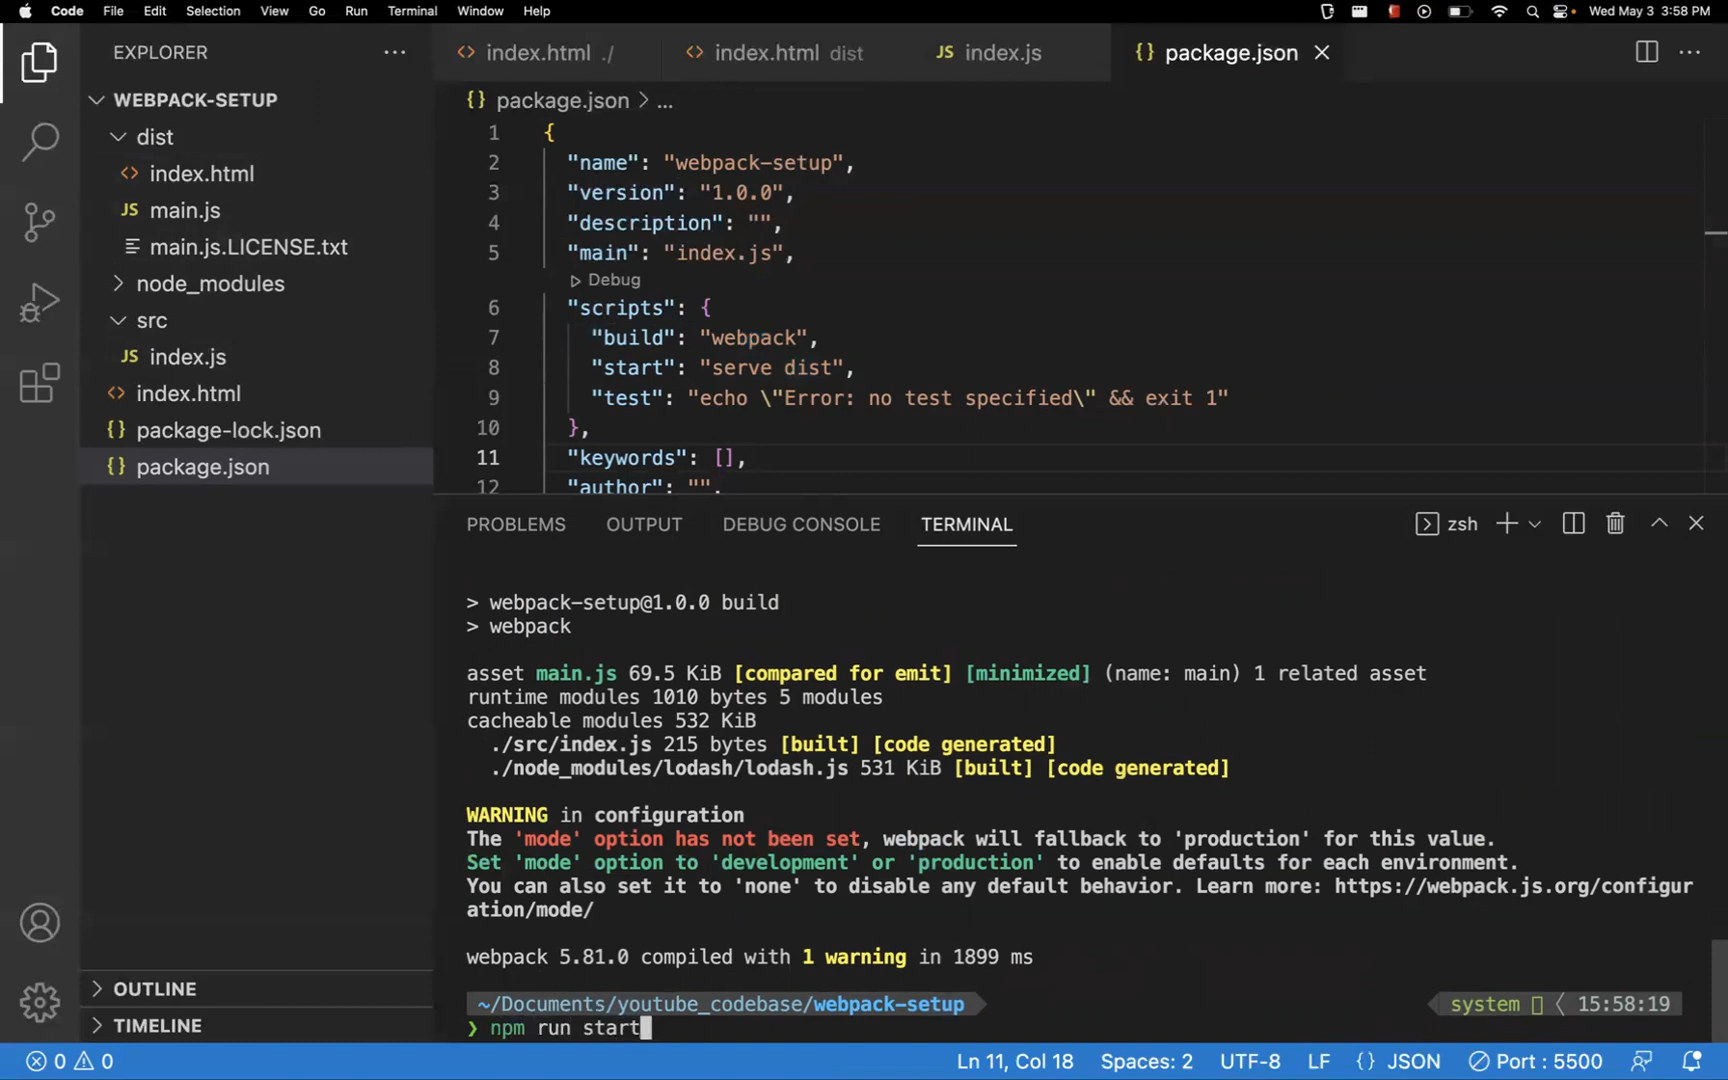 Code File Edit Selection View Go Run Terminal Window Help Wed May 3 3:58 PM
EXPLORER
index.html ./
index.html dist
JS index.js
{} package.json
WEBPACK-SETUP
dist
index.html
JS main.js
main.js.LICENSE.txt
node_modules
src
JS index.js
index.html
{} package-lock.json
{} package.json
OUTLINE
TIMELINE
{} package.json > ...
1 {
2 "name": "webpack-setup",
3 "version": "1.0.0",
4 "description": "",
5 "main": "index.js",
Debug
6 "scripts": {
7 "build": "webpack",
8 "start": "serve dist",
9 "test": "echo \"Error: no test specified\" && exit 1"
10 },
11 "keywords": [],
12 "author": "",
PROBLEMS OUTPUT DEBUG CONSOLE TERMINAL zsh
> webpack-setup@1.0.0 build
> webpack
asset main.js 69.5 KiB [compared for emit] [minimized] (name: main) 1 related asset
runtime modules 1010 bytes 5 modules
cacheable modules 532 KiB
./src/index.js 215 bytes [built] [code generated]
./node_modules/lodash/lodash.js 531 KiB [built] [code generated]
WARNING in configuration
The 'mode' option has not been set, webpack will fallback to 'production' for this value.
Set 'mode' option to 'development' or 'production' to enable defaults for each environment.
You can also set it to 'none' to disable any default behavior. Learn more: https://webpack.js.org/configur
ation/mode/
webpack 5.81.0 compiled with 1 warning in 1899 ms
~/Documents/youtube_codebase/webpack-setup system 15:58:19
❯ npm run start
0 0 Ln 11, Col 18 Spaces: 2 UTF-8 LF {} JSON Port : 5500